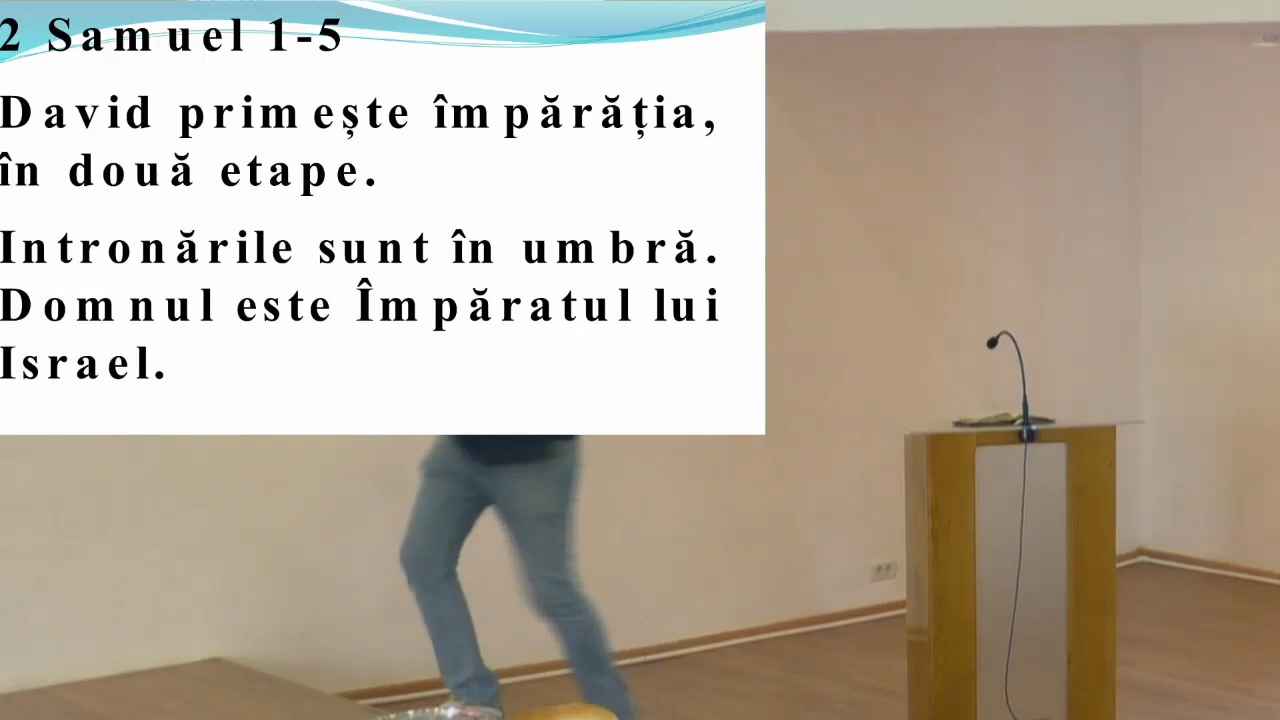 2 Samuel 1-5
David primește împărăția,
în două etape.
Intronările sunt în umbră.
Domnul este Împăratul lui
Israel.